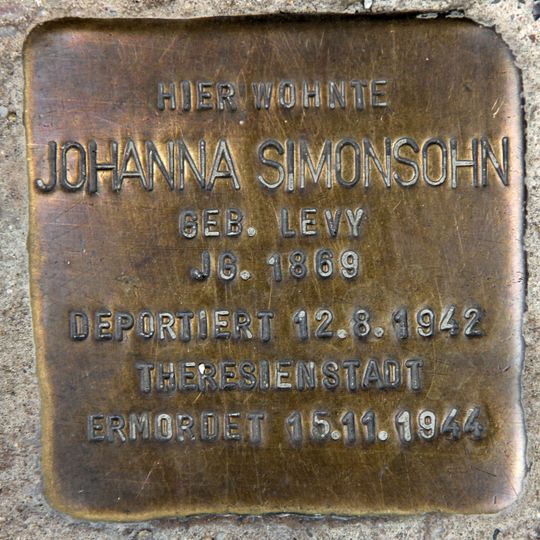 HIER WOHNTE
JOHANNA SIMONSOHN
GEB. LEVY
JG. 1869
DEPORTIERT 12.8.1942
THERESIENSTADT
ERMORDET 15.11.1944